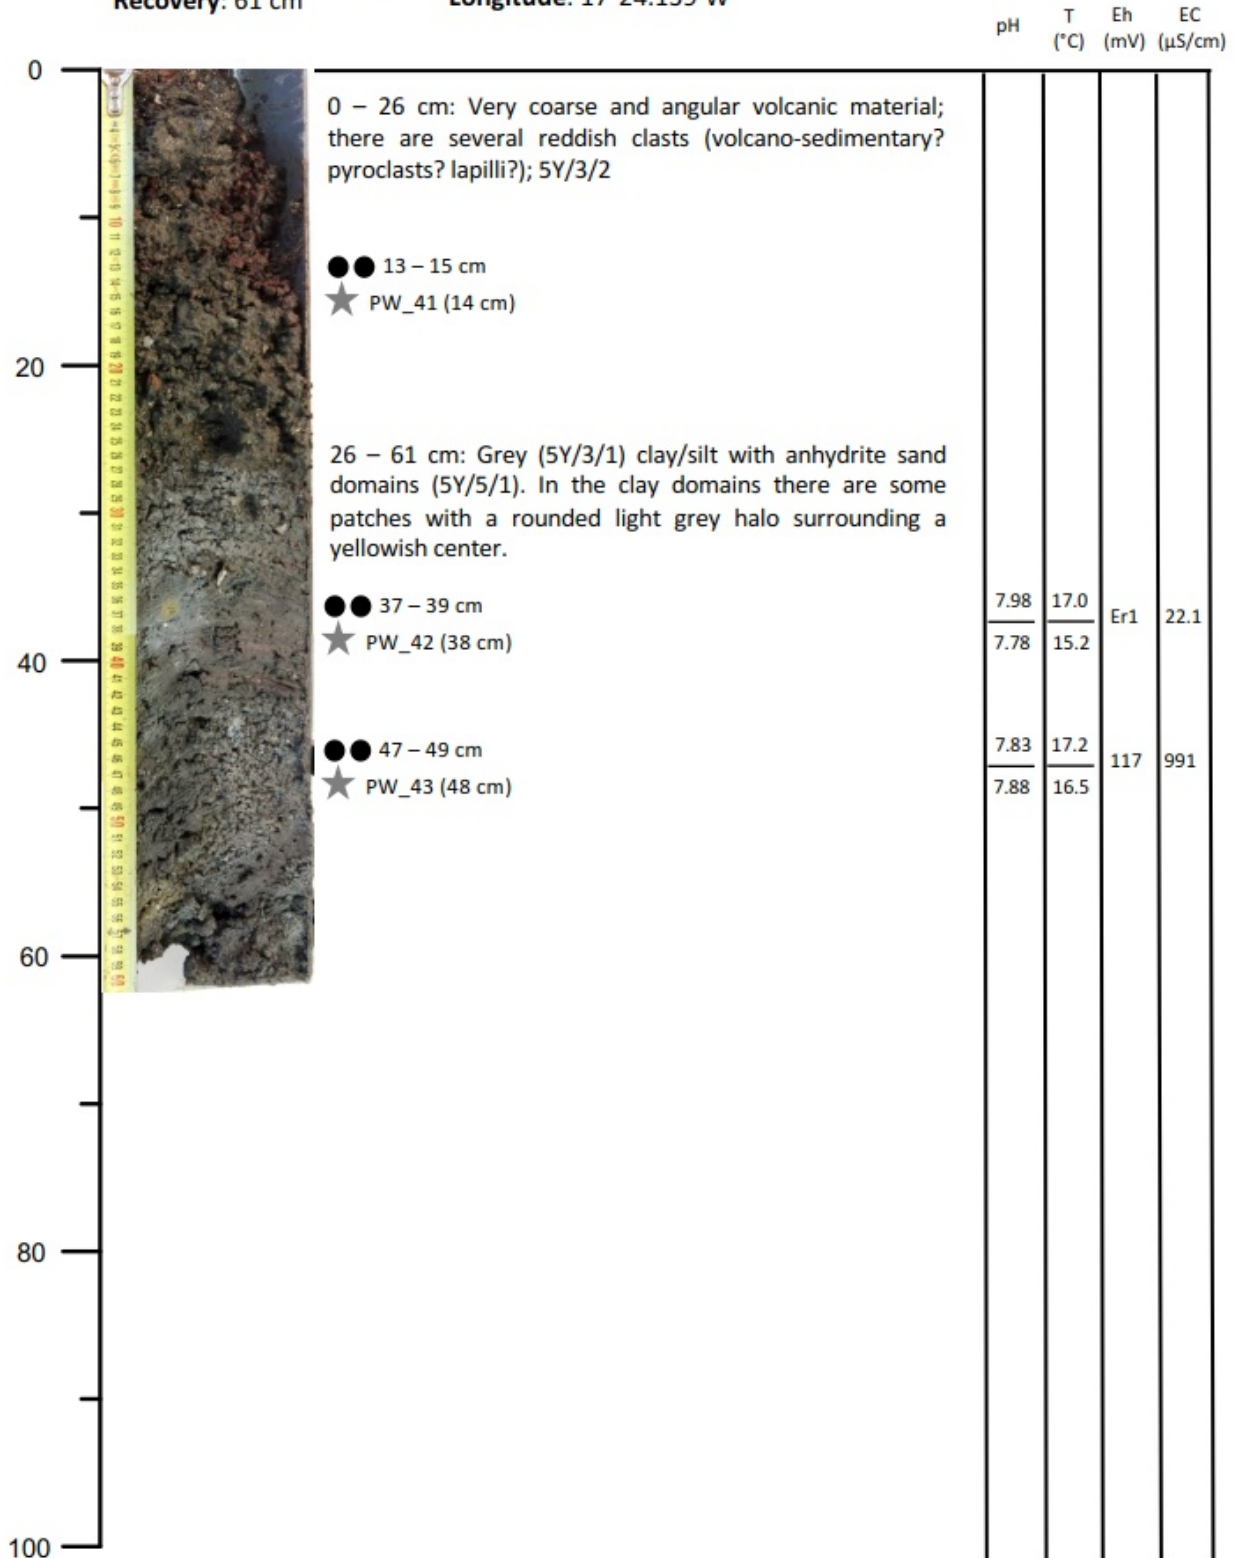 Recovery: 61 cm
Longitude: 17°24.139'W
pH T Eh EC
(°C) (mV) (µS/cm)
0
0 – 26 cm: Very coarse and angular volcanic material;
there are several reddish clasts (volcano-sedimentary?
pyroclasts? lapilli?); 5Y/3/2
13 – 15 cm
PW_41 (14 cm)
20
26 – 61 cm: Grey (5Y/3/1) clay/silt with anhydrite sand
domains (5Y/5/1). In the clay domains there are some
patches with a rounded light grey halo surrounding a
yellowish center.
37 – 39 cm
PW_42 (38 cm)
7.98 17.0
Er1 22.1
7.78 15.2
40
47 – 49 cm
PW_43 (48 cm)
7.83 17.2
117 991
7.88 16.5
60
80
100